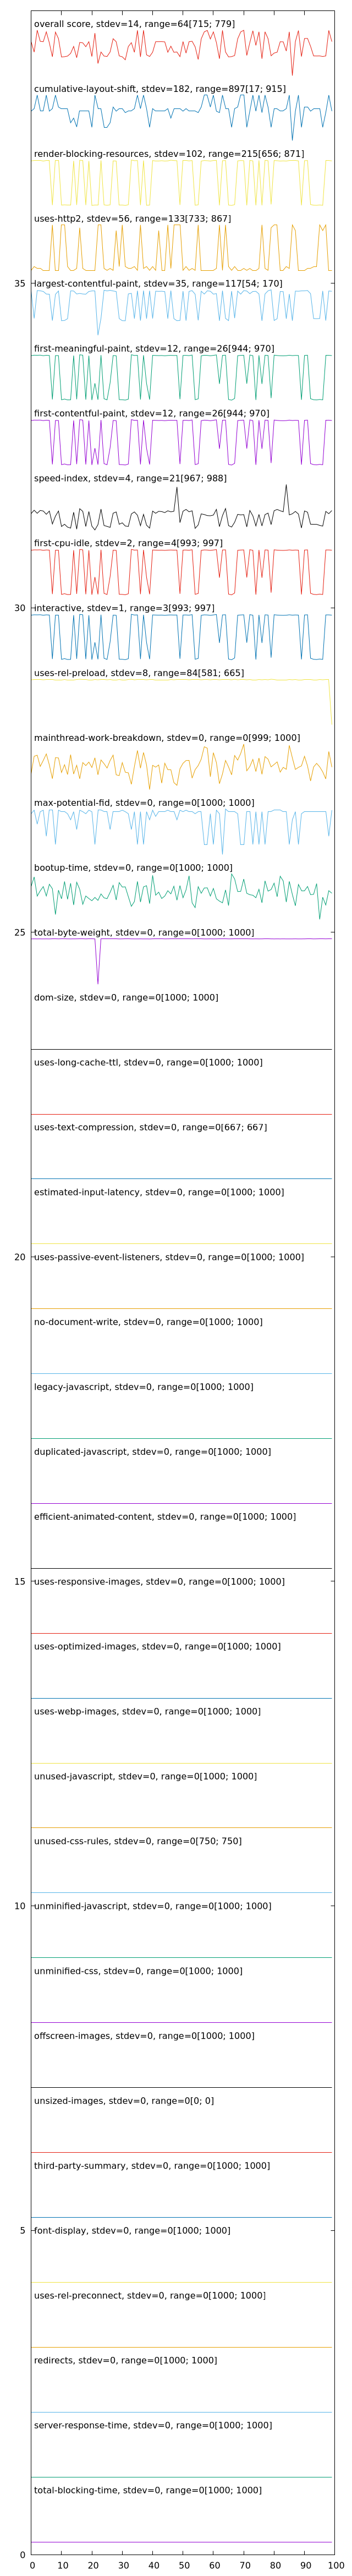 overall score, stdev=14, range=64[715; 779]
cumulative-layout-shift, stdev=182, range=897[17; 915]
render-blocking-resources, stdev=102, range=215[656; 871]
uses-http2, stdev=56, range=133[733; 867]
35
largest-contentful-paint, stdev=35, range=117[54; 170]
first-meaningful-paint, stdev=12, range=26[944; 970]
first-contentful-paint, stdev=12, range=26[944; 970]
speed-index, stdev=4, range=21[967; 988]
first-cpu-idle, stdev=2, range=4[993; 997]
30
interactive, stdev=1, range=3[993; 997]
uses-rel-preload, stdev=8, range=84[581; 665]
mainthread-work-breakdown, stdev=0, range=0[999; 1000]
max-potential-fid, stdev=0, range=0[1000; 1000]
bootup-time, stdev=0, range=0[1000; 1000]
25
total-byte-weight, stdev=0, range=0[1000; 1000]
dom-size, stdev=0, range=0[1000; 1000]
uses-long-cache-ttl, stdev=0, range=0[1000; 1000]
uses-text-compression, stdev=0, range=0[667; 667]
estimated-input-latency, stdev=0, range=0[1000; 1000]
20
uses-passive-event-listeners, stdev=0, range=0[1000; 1000]
no-document-write, stdev=0, range=0[1000; 1000]
legacy-javascript, stdev=0, range=0[1000; 1000]
duplicated-javascript, stdev=0, range=0[1000; 1000]
efficient-animated-content, stdev=0, range=0[1000; 1000]
15
uses-responsive-images, stdev=0, range=0[1000; 1000]
uses-optimized-images, stdev=0, range=0[1000; 1000]
uses-webp-images, stdev=0, range=0[1000; 1000]
unused-javascript, stdev=0, range=0[1000; 1000]
unused-css-rules, stdev=0, range=0[750; 750]
10
unminified-javascript, stdev=0, range=0[1000; 1000]
unminified-css, stdev=0, range=0[1000; 1000]
offscreen-images, stdev=0, range=0[1000; 1000]
unsized-images, stdev=0, range=0[0; 0]
third-party-summary, stdev=0, range=0[1000; 1000]
5
font-display, stdev=0, range=0[1000; 1000]
uses-rel-preconnect, stdev=0, range=0[1000; 1000]
redirects, stdev=0, range=0[1000; 1000]
server-response-time, stdev=0, range=0[1000; 1000]
total-blocking-time, stdev=0, range=0[1000; 1000]
0
0 10 20 30 40 50 60 70 80 90 100